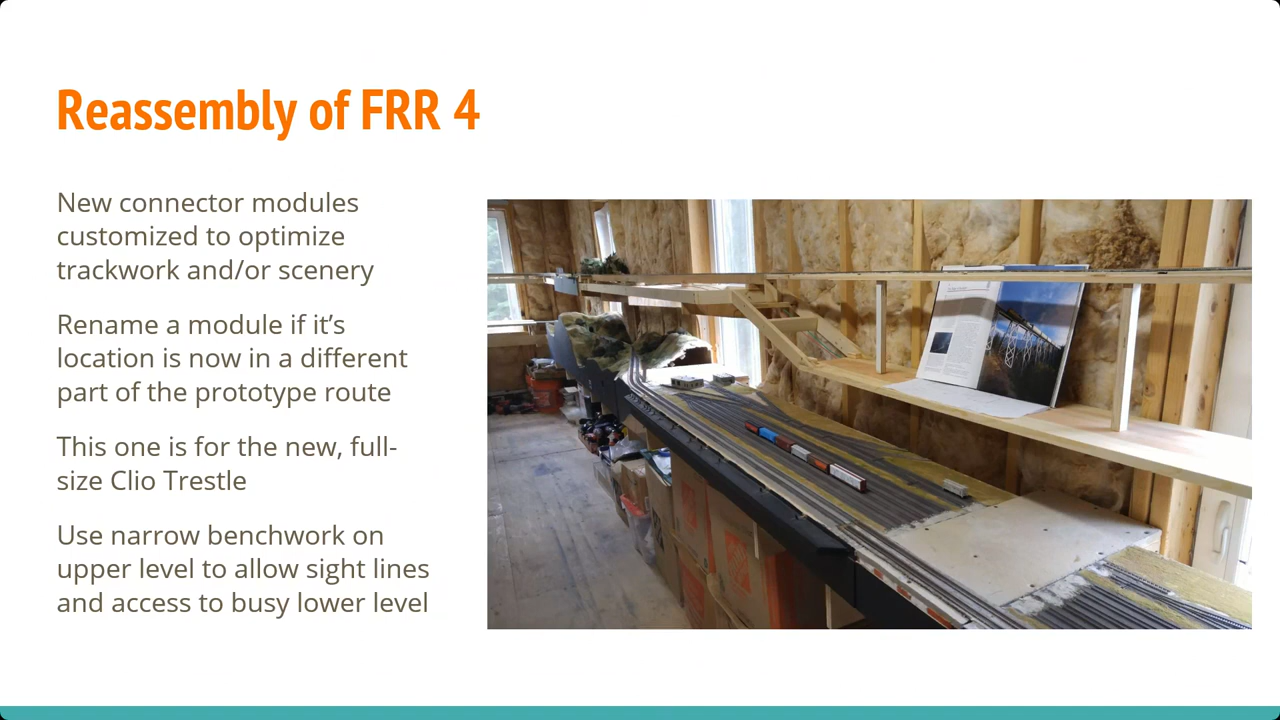 Reassembly of FRR 4
New connector modules
customized to optimize
trackwork and/or scenery
Rename a module if it’s
location is now in a different
part of the prototype route
This one is for the new, full-
size Clio Trestle
Use narrow benchwork on
upper level to allow sight lines
and access to busy lower level